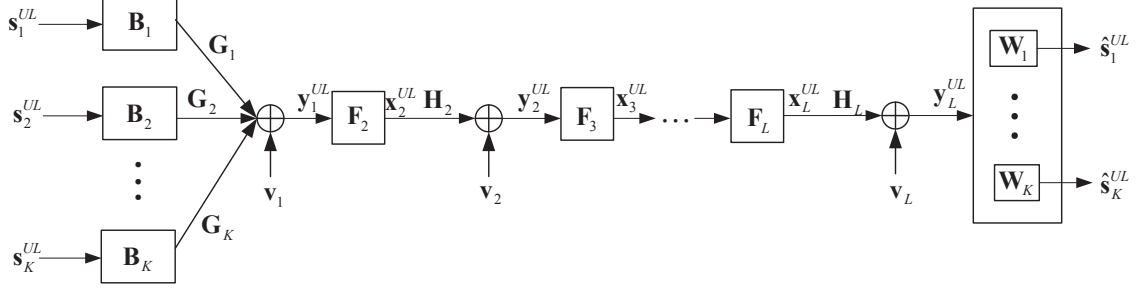 s_1^{UL} B_1 G_1
s_2^{UL} B_2 G_2
⋮
s_K^{UL} B_K G_K
v_1 y_1^{UL} F_2 x_2^{UL} H_2 v_2 y_2^{UL} F_3 x_3^{UL} ... F_L x_L^{UL} H_L v_L y_L^{UL}
W_1 ŝ_1^{UL}
⋮
W_K ŝ_K^{UL}